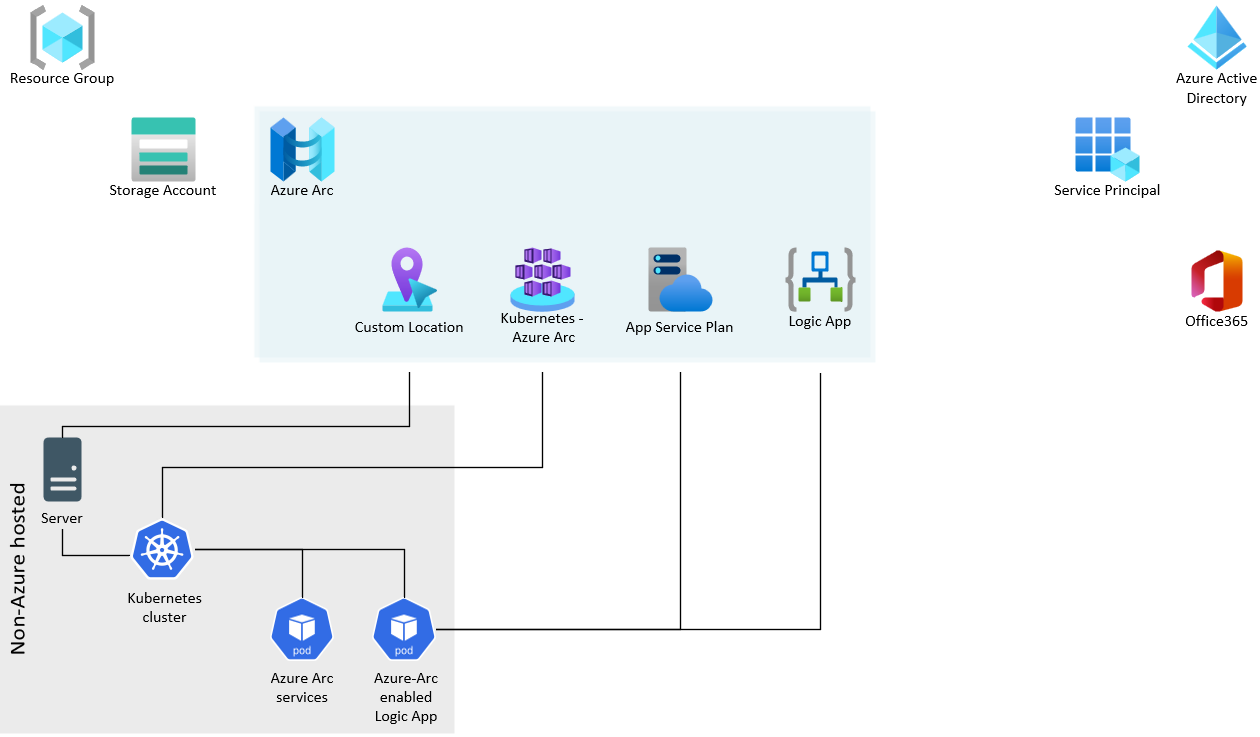 Resource Group
Azure Active
Directory
Storage Account
Azure Arc
Service Principal
Custom Location
Kubernetes -
Azure Arc
App Service Plan
Logic App
Office365
Non-Azure hosted
Server
Kubernetes
cluster
pod
pod
Azure Arc
services
Azure-Arc
enabled
Logic App